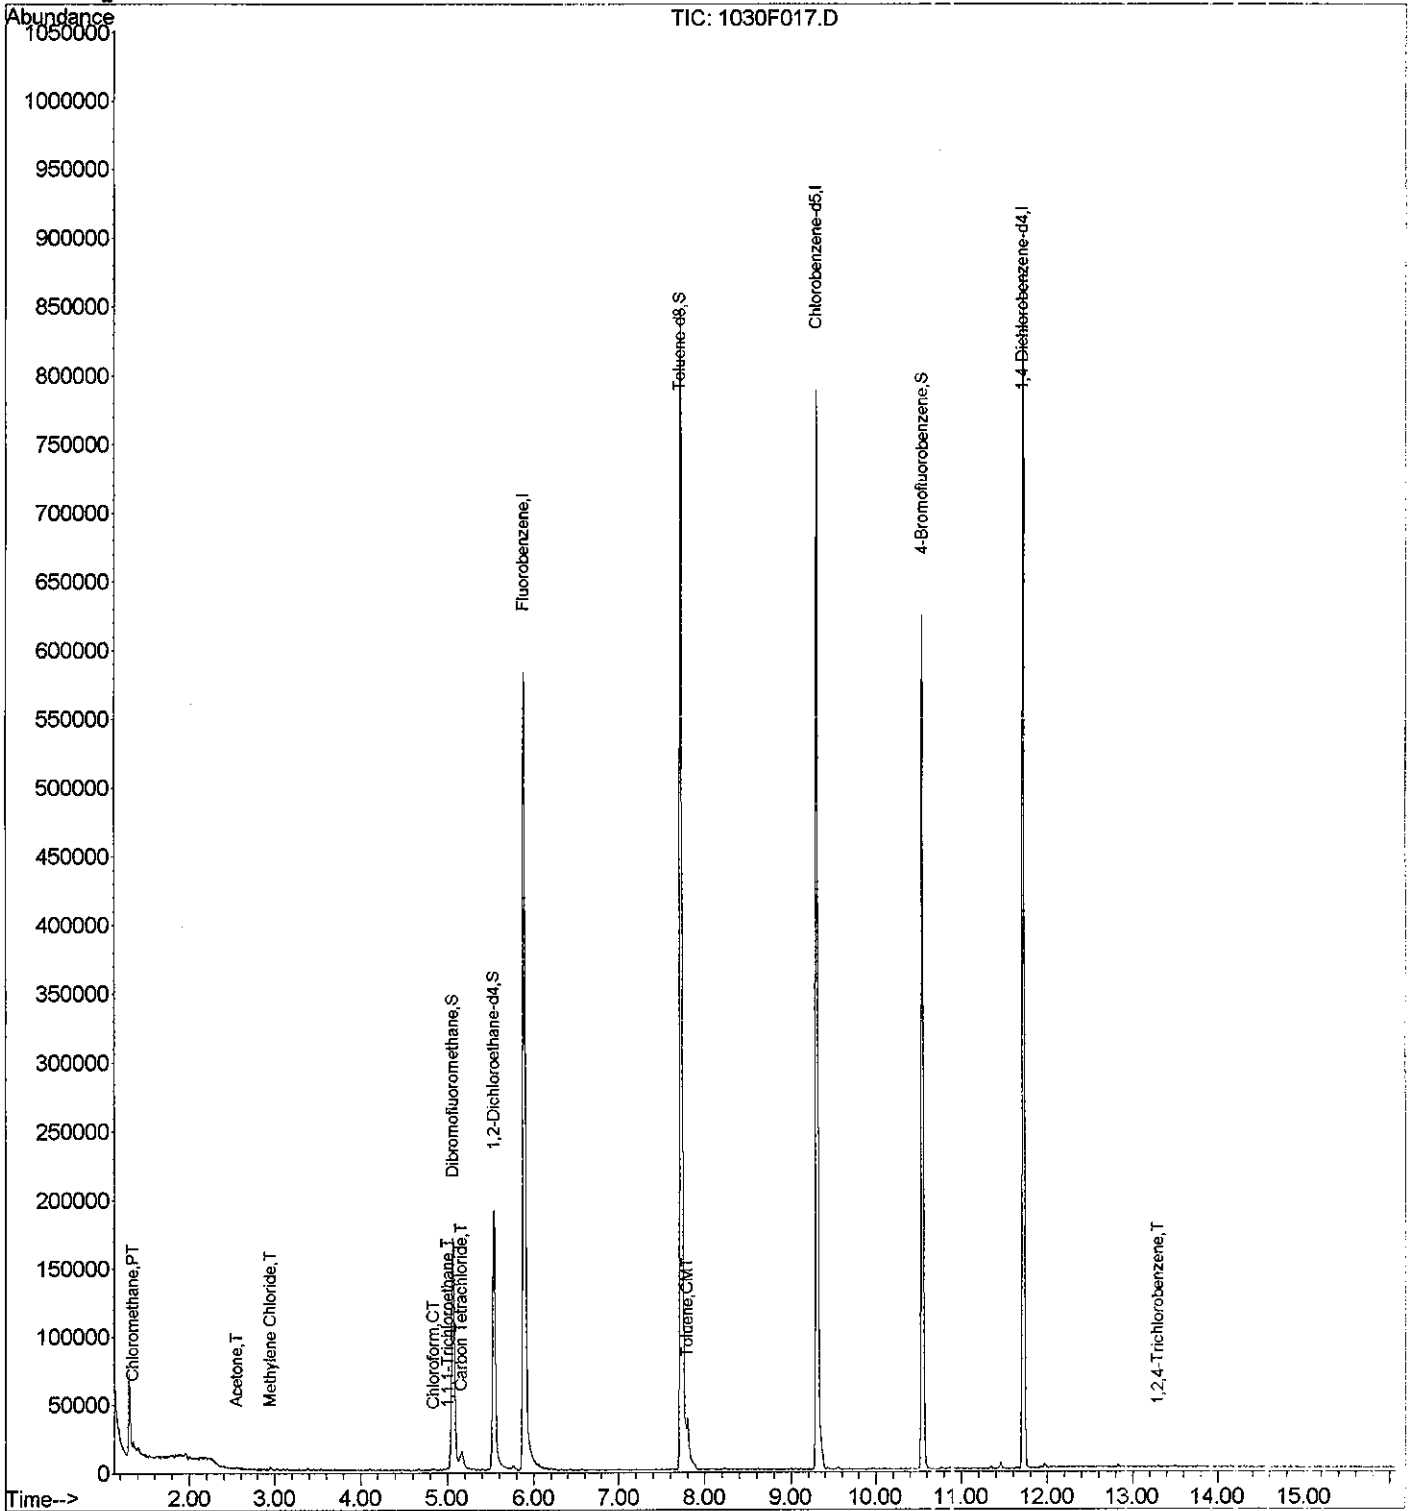 Abundance
TIC: 1030F017.D
1050000
1000000
950000
900000
850000
800000
750000
700000
650000
600000
550000
500000
450000
400000
350000
300000
250000
200000
150000
100000
50000
0
Chloromethane,PT
Acetone,T
Methylene Chloride,T
Chloroform,CT
1,1,1-Trichloroethane,T
Dibromofluoromethane,S
Carbon Tetrachloride,T
1,2-Dichloroethane-d4,S
Fluorobenzene,I
Toluene-d8,S
Toluene,CMT
Chlorobenzene-d5,I
4-Bromofluorobenzene,S
1,4-Dichlorobenzene-d4,I
1,2,4-Trichlorobenzene,T
Time--> 2.00 3.00 4.00 5.00 6.00 7.00 8.00 9.00 10.00 11.00 12.00 13.00 14.00 15.00